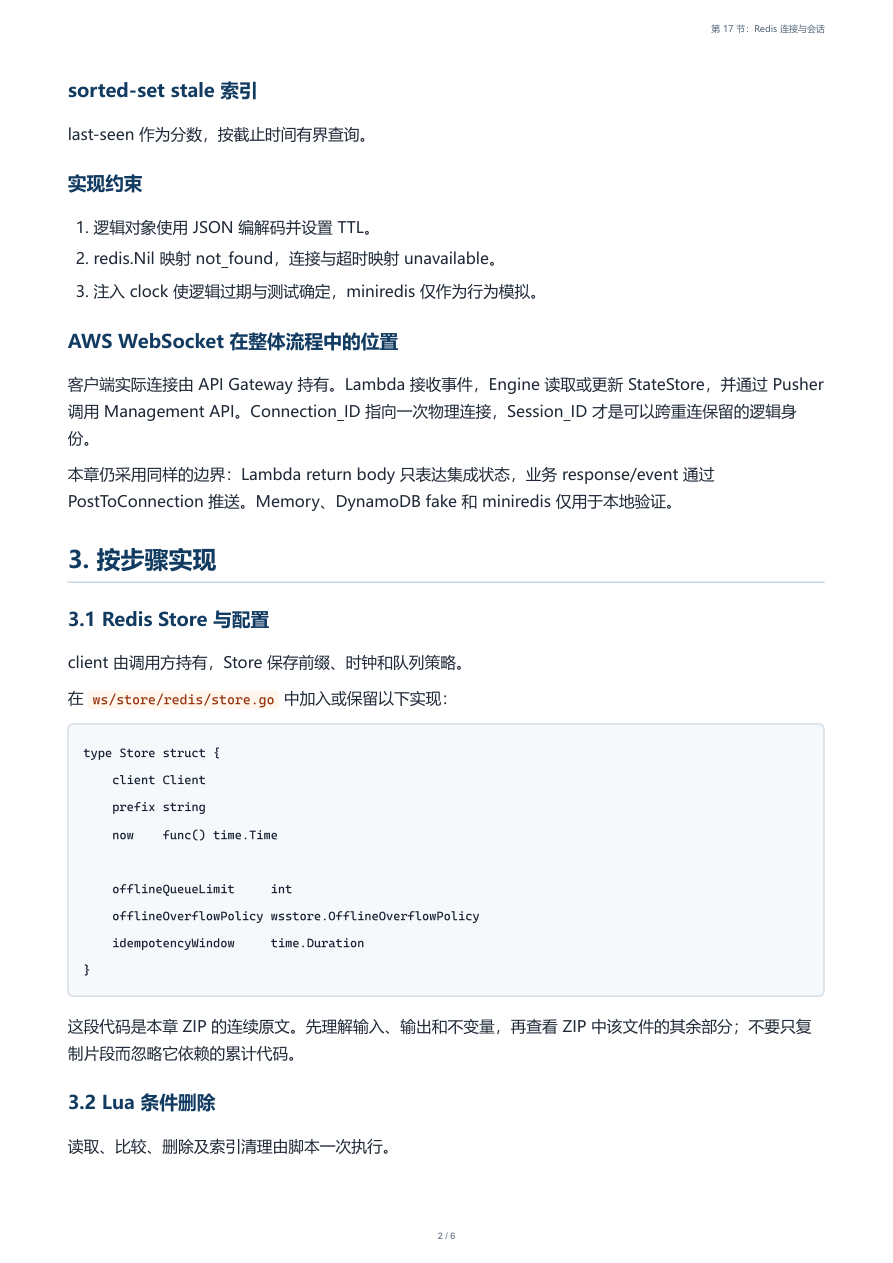 第 17 节：Redis 连接与会话
sorted-set stale 索引
last-seen 作为分数，按截止时间有界查询。
实现约束
1. 逻辑对象使用 JSON 编解码并设置 TTL。
2. redis.Nil 映射 not_found，连接与超时映射 unavailable。
3. 注入 clock 使逻辑过期与测试确定，miniredis 仅作为行为模拟。
AWS WebSocket 在整体流程中的位置
客户端实际连接由 API Gateway 持有。Lambda 接收事件，Engine 读取或更新 StateStore，并通过 Pusher
调用 Management API。Connection_ID 指向一次物理连接，Session_ID 才是可以跨重连保留的逻辑身
份。
本章仍采用同样的边界：Lambda return body 只表达集成状态，业务 response/event 通过
PostToConnection 推送。Memory、DynamoDB fake 和 miniredis 仅用于本地验证。
3. 按步骤实现
3.1 Redis Store 与配置
client 由调用方持有，Store 保存前缀、时钟和队列策略。
在 ws/store/redis/store.go 中加入或保留以下实现：
type Store struct {
    client Client
    prefix string
    now    func() time.Time
    offlineQueueLimit     int
    offlineOverflowPolicy wsstore.OfflineOverflowPolicy
    idempotencyWindow     time.Duration
}
这段代码是本章 ZIP 的连续原文。先理解输入、输出和不变量，再查看 ZIP 中该文件的其余部分；不要只复
制片段而忽略它依赖的累计代码。
3.2 Lua 条件删除
读取、比较、删除及索引清理由脚本一次执行。
2 / 6